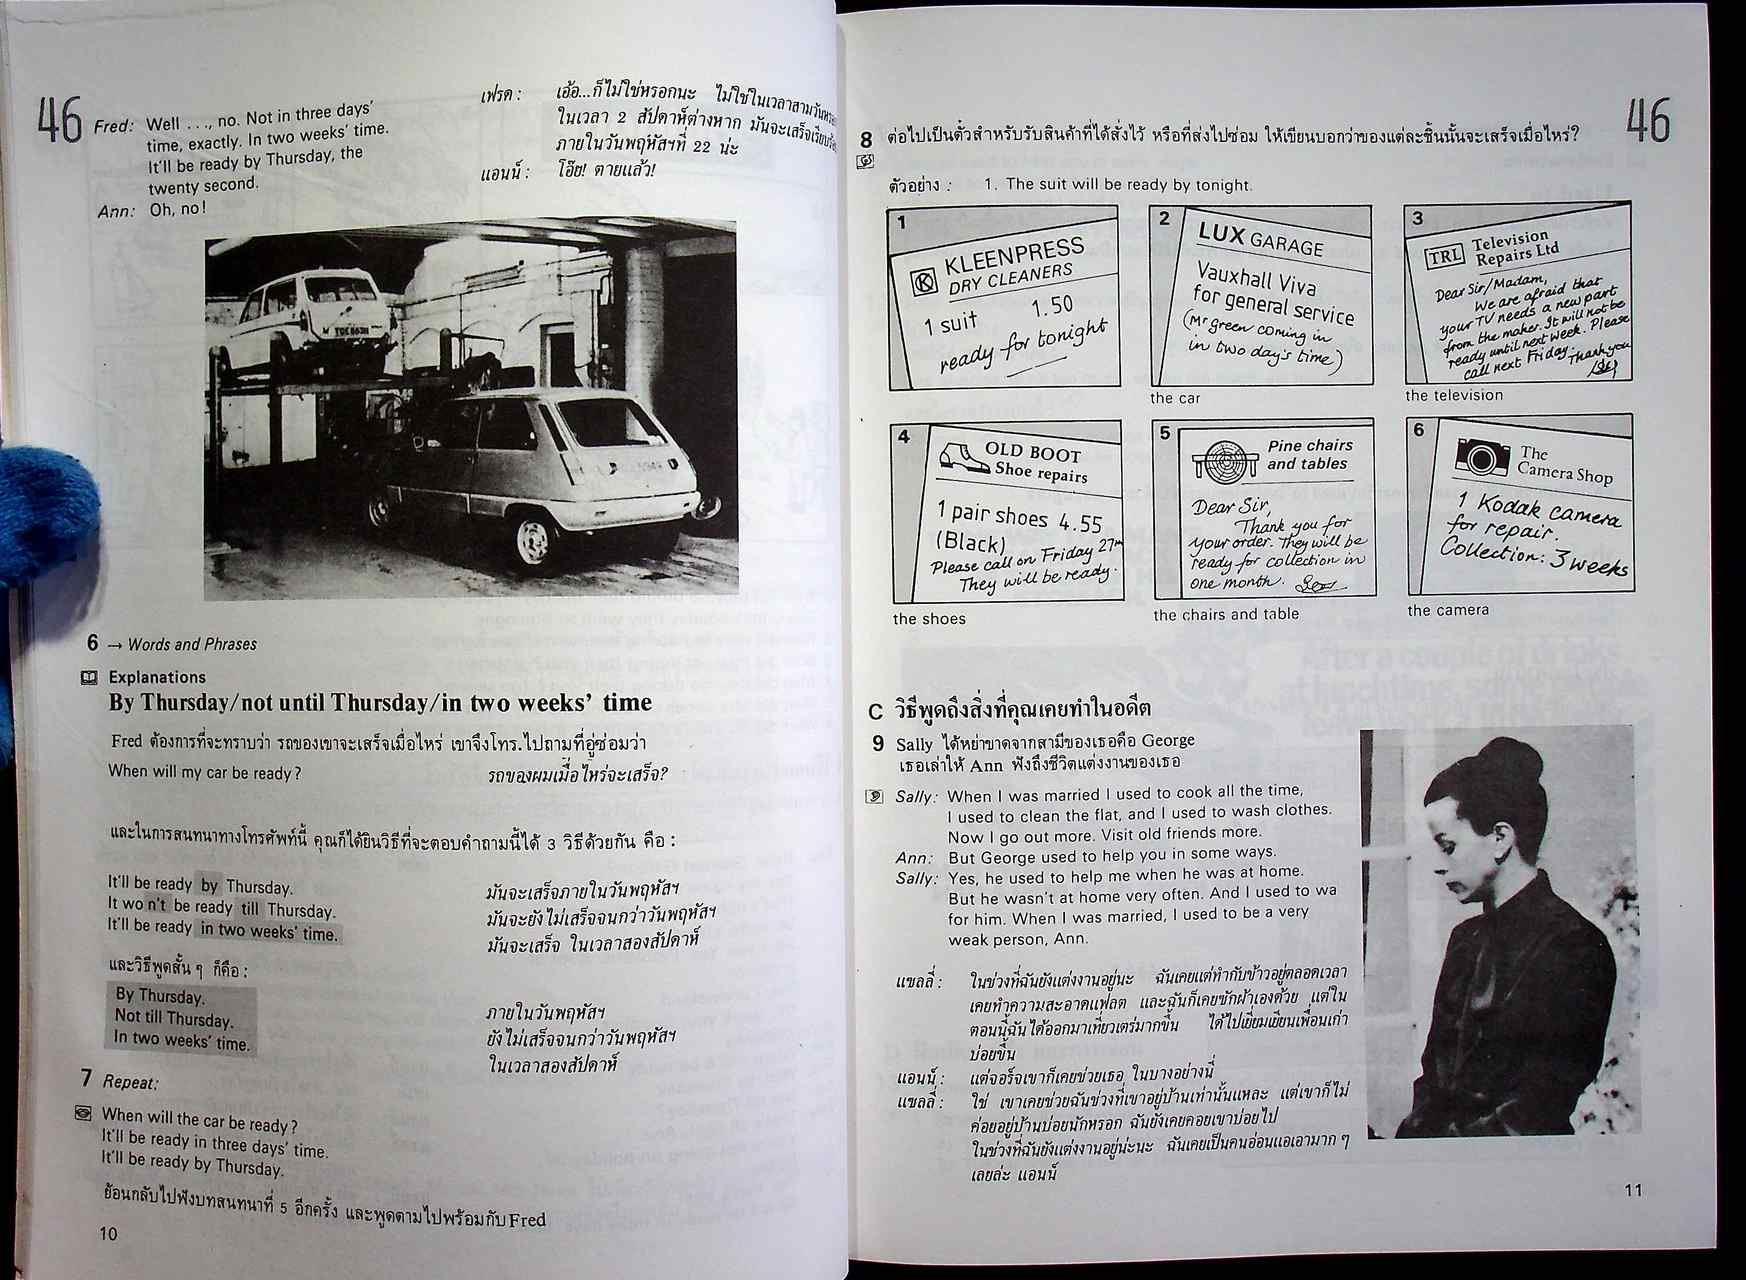 46
Fred: Well . . ., no. Not in three days'
time, exactly. In two weeks' time.
It'll be ready by Thursday, the
twenty second.
Ann: Oh, no!
เฟรด : เอ้อ...ก็ไม่ใช่หรอกนะ ไม่ใช่ในเวลาสามวัน
ในเวลา 2 สัปดาห์ต่างหาก มันจะเสร็จเรียบร้อย
ภายในวันพฤหัสฯที่ 22 น่ะ
แอนน์ : โอ๊ย! ตายแล้ว!
6 → Words and Phrases
Explanations
By Thursday/not until Thursday/in two weeks' time
Fred ต้องการที่จะทราบว่า รถของเขาจะเสร็จเมื่อไหร่ เขาจึงโทร.ไปถามที่อู่ซ่อมว่า
When will my car be ready? รถของผมเมื่อไหร่จะเสร็จ?
และในการสนทนาทางโทรศัพท์นี้ คุณก็ได้ยินวิธีที่จะตอบคำถามนี้ได้ 3 วิธีด้วยกัน คือ :
It'll be ready by Thursday. มันจะเสร็จภายในวันพฤหัสฯ
It won't be ready till Thursday. มันจะยังไม่เสร็จจนกว่าวันพฤหัสฯ
It'll be ready in two weeks' time. มันจะเสร็จ ในเวลาสองสัปดาห์
และวิธีพูดสั้น ๆ ก็คือ :
By Thursday. ภายในวันพฤหัสฯ
Not till Thursday. ยังไม่เสร็จจนกว่าวันพฤหัสฯ
In two weeks' time. ในเวลาสองสัปดาห์
7 Repeat:
When will the car be ready?
It'll be ready in three days' time.
It'll be ready by Thursday.
ย้อนกลับไปฟังบทสนทนาที่ 5 อีกครั้ง และพูดตามไปพร้อมกับ Fred
10
46
8 ต่อไปเป็นตั๋วสำหรับรับสินค้าที่ได้สั่งไว้ หรือที่ส่งไปซ่อม ให้เขียนบอกว่าของแต่ละชิ้นนั้นจะเสร็จเมื่อไหร่?
ตัวอย่าง : 1. The suit will be ready by tonight.
1
K KLEENPRESS
DRY CLEANERS
1 suit 1.50
ready for tonight
2
LUX GARAGE
Vauxhall Viva
for general service
(Mr green coming in
in two day's time)
the car
3
TRL Television
Repairs Ltd
Dear Sir/Madam,
We are afraid that
your TV needs a new part
from the maker. It will not be
ready until next week. Please
call next Friday. Thank you
the television
4
OLD BOOT
Shoe repairs
1 pair shoes 4.55
(Black)
Please call on Friday 27th
They will be ready.
the shoes
5
Pine chairs
and tables
Dear Sir,
Thank you for
your order. They will be
ready for collection in
one month.
the chairs and table
6
The
Camera Shop
1 Kodak camera
for repair.
Collection: 3 weeks
the camera
C วิธีพูดถึงสิ่งที่คุณเคยทำในอดีต
9 Sally ได้หย่าขาดจากสามีของเธอคือ George
เธอเล่าให้ Ann ฟังถึงชีวิตแต่งงานของเธอ
Sally: When I was married I used to cook all the time,
I used to clean the flat, and I used to wash clothes.
Now I go out more. Visit old friends more.
Ann: But George used to help you in some ways.
Sally: Yes, he used to help me when he was at home.
But he wasn't at home very often. And I used to wa
for him. When I was married, I used to be a very
weak person, Ann.
แซลลี่ : ในช่วงที่ฉันยังแต่งงานอยู่นะ ฉันเคยแต่ทำกับข้าวอยู่ตลอดเวลา
เคยทำความสะอาดแฟลต และฉันก็เคยซักผ้าเองด้วย แต่ใน
ตอนนี้ฉันได้ออกมาเที่ยวเตร่มากขึ้น ได้ไปเยี่ยมเยียนเพื่อนเก่า
บ่อยขึ้น
แอนน์ : แต่จอร์จเขาก็เคยช่วยเธอ ในบางอย่างนี่
แซลลี่ : ใช่ เขาเคยช่วยฉันช่วงที่เขาอยู่บ้านเท่านั้นแหละ แต่เขาก็ไม่
ค่อยอยู่บ้านบ่อยนักหรอก ฉันยังเคยคอยเขาบ่อยไป
ในช่วงที่ฉันยังแต่งงานอยู่น่ะนะ ฉันเคยเป็นคนอ่อนแอเอามาก ๆ
เลยล่ะ แอนน์
11